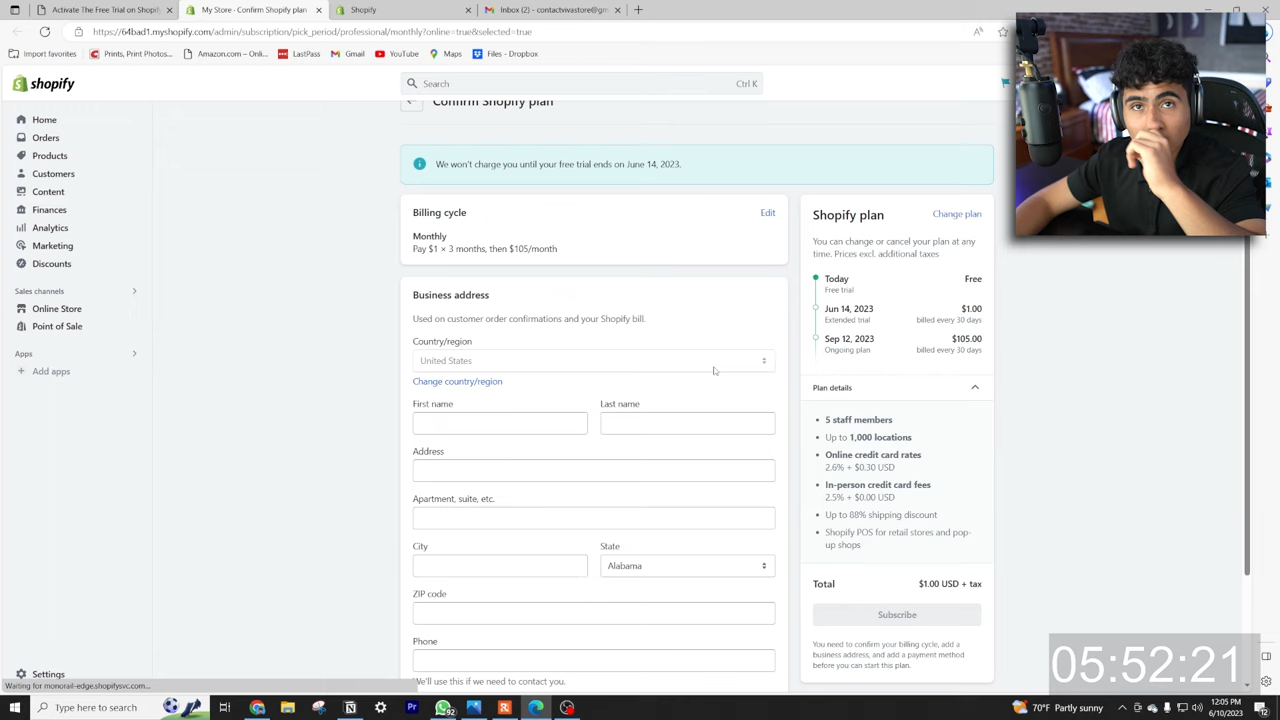 Activate The Free Trial on Shopify
My Store · Confirm Shopify plan
Shopify
Inbox (2) - contactvivastore@gm
https://64bad1.myshopify.com/admin/subscription/pick_period/professional/monthly?online=true&selected=true
Import favorites
Prints, Print Photos...
Amazon.com – Onli...
LastPass
Gmail
YouTube
Maps
Files - Dropbox
shopify
Search
Ctrl K
Home
Orders
Products
Customers
Content
Finances
Analytics
Marketing
Discounts
Sales channels
Online Store
Point of Sale
Apps
Add apps
Settings
Confirm Shopify plan
We won't charge you until your free trial ends on June 14, 2023.
Billing cycle
Edit
Monthly
Pay $1 × 3 months, then $105/month
Business address
Used on customer order confirmations and your Shopify bill.
Country/region
United States
Change country/region
First name
Last name
Address
Apartment, suite, etc.
City
State
Alabama
ZIP code
Phone
We'll use this if we need to contact you.
Shopify plan
Change plan
You can change or cancel your plan at any
time. Prices excl. additional taxes
Today
Free
Free trial
Jun 14, 2023
$1.00
Extended trial
billed every 30 days
Sep 12, 2023
$105.00
Ongoing plan
billed every 30 days
Plan details
• 5 staff members
• Up to 1,000 locations
• Online credit card rates
2.6% + $0.30 USD
• In-person credit card fees
2.5% + $0.00 USD
• Up to 88% shipping discount
• Shopify POS for retail stores and pop-
up shops
Total
$1.00 USD + tax
Subscribe
You need to confirm your billing cycle, add a
business address, and add a payment method
before you can start this plan.
05:52:21
Waiting for monorail-edge.shopifysvc.com...
Type here to search
92
70°F Partly sunny
12:05 PM
6/10/2023
12